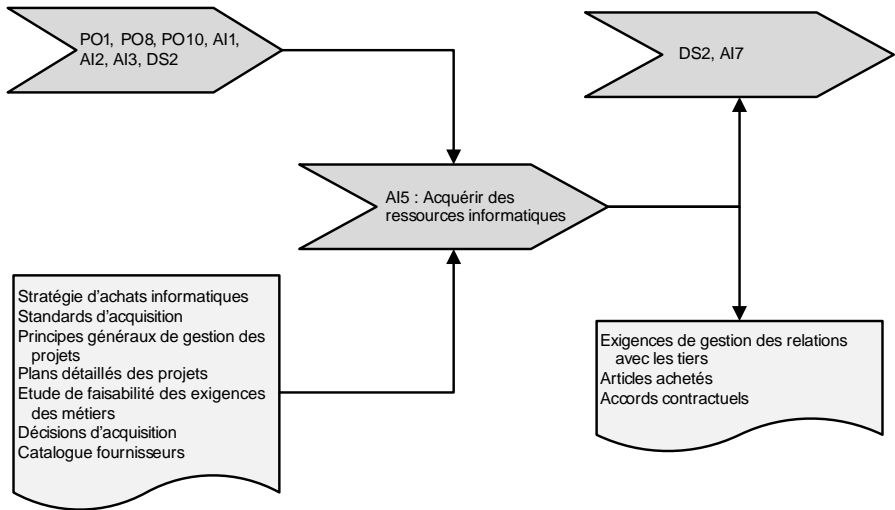 PO1, PO8, PO10, AI1,
AI2, AI3, DS2
DS2, AI7
AI5 : Acquérir des
ressources informatiques
Stratégie d'achats informatiques
Standards d'acquisition
Principes généraux de gestion des
projets
Plans détaillés des projets
Etude de faisabilité des exigences
des métiers
Décisions d'acquisition
Catalogue fournisseurs
Exigences de gestion des relations
avec les tiers
Articles achetés
Accords contractuels